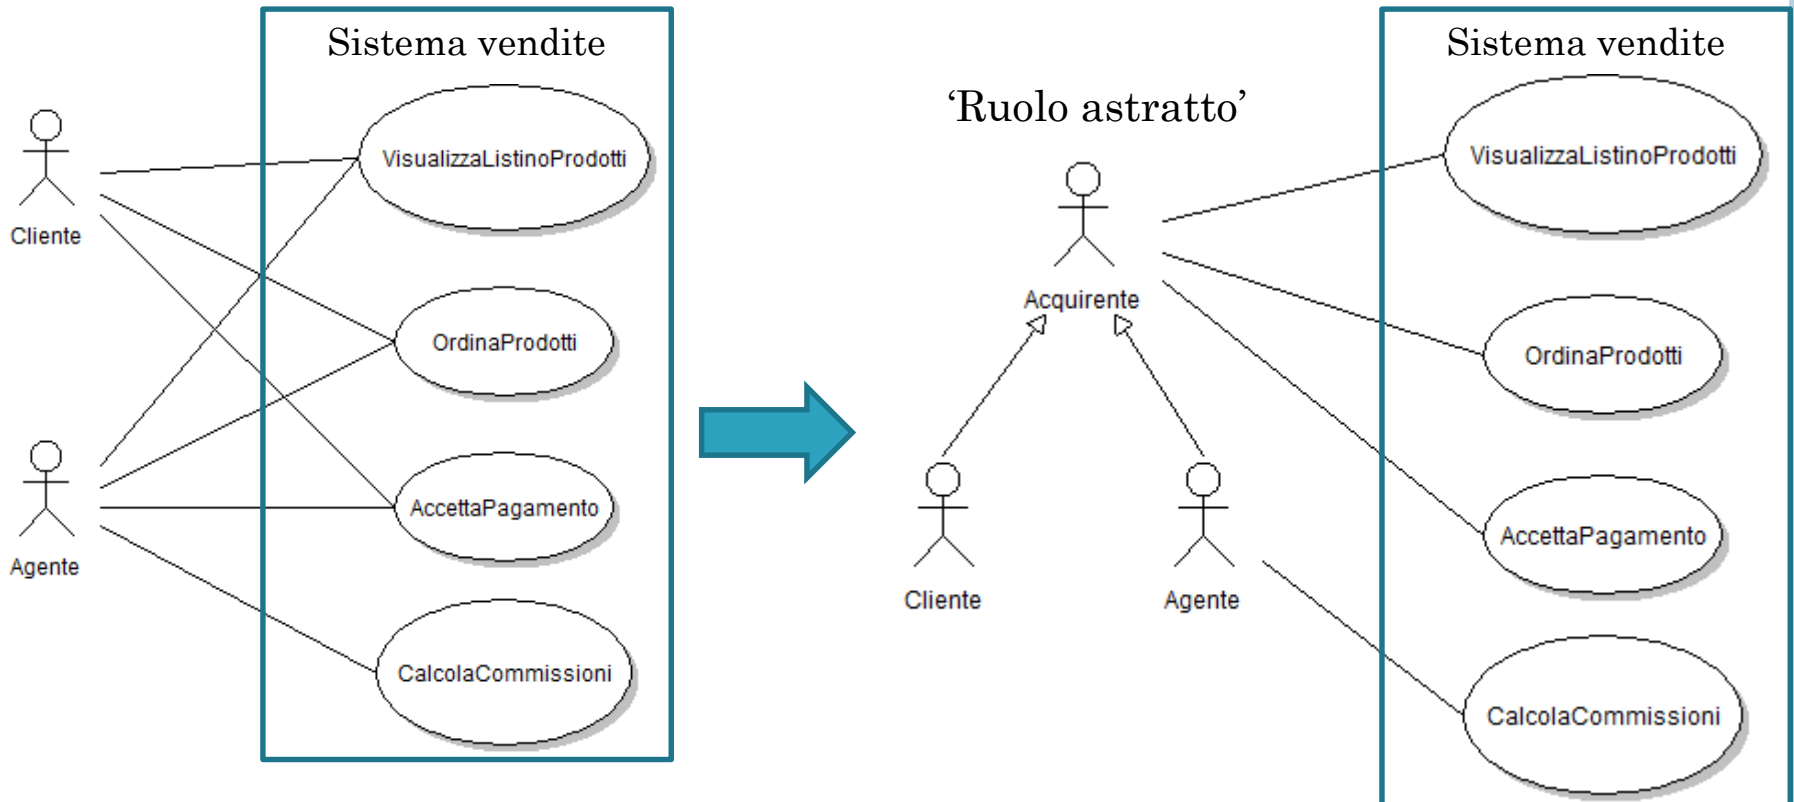 Sistema vendite
VisualizzaListinoProdotti
Cliente
OrdinaProdotti
AccettaPagamento
Agente
CalcolaCommissioni
Sistema vendite
‘Ruolo astratto’
VisualizzaListinoProdotti
Acquirente
OrdinaProdotti
AccettaPagamento
Cliente
Agente
CalcolaCommissioni